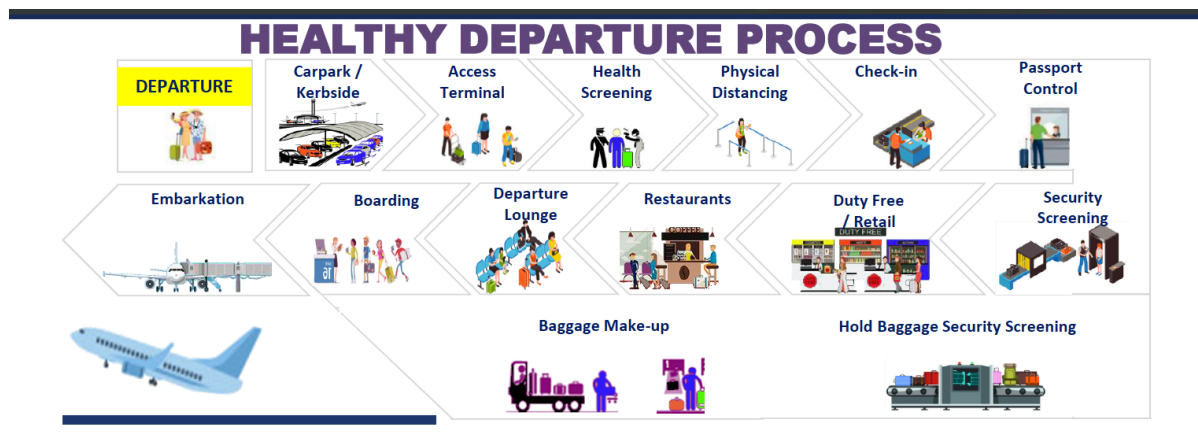 HEALTHY DEPARTURE PROCESS
DEPARTURE
Carpark /
Kerbside
Access
Terminal
Health
Screening
Physical
Distancing
Check-in
Passport
Control
Embarkation
Boarding
Departure
Lounge
Restaurants
Duty Free
/ Retail
Security
Screening
COFFEE
DUTY FREE
Baggage Make-up
Hold Baggage Security Screening